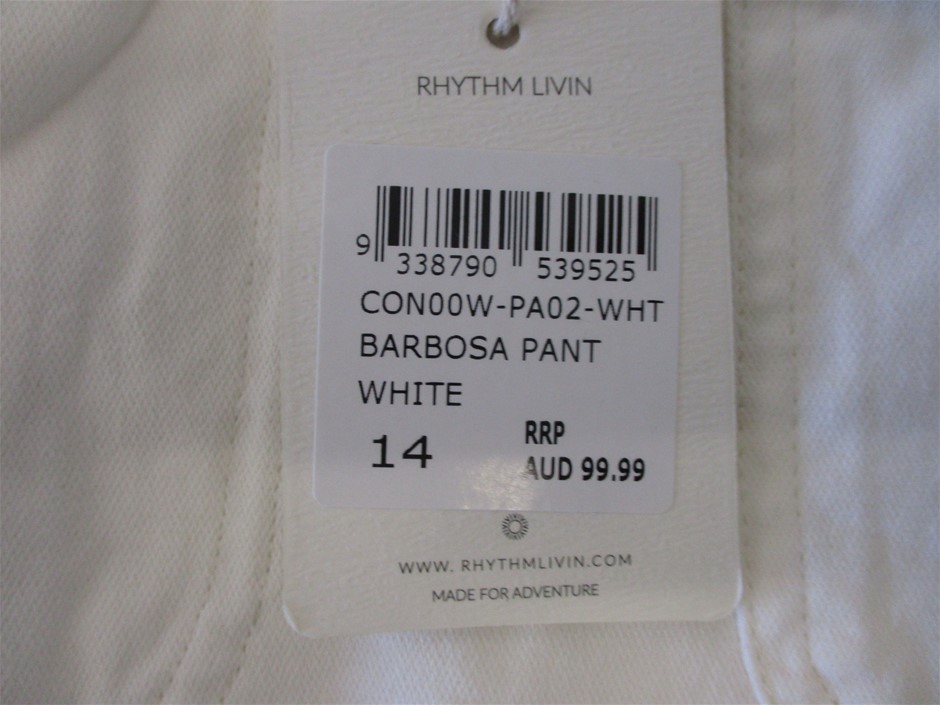 RHYTHM LIVIN
9 338790 539525
CON00W-PA02-WHT
BARBOSA PANT
WHITE
14 RRP
AUD 99.99
WWW. RHYTHMLIVIN.COM
MADE FOR ADVENTURE